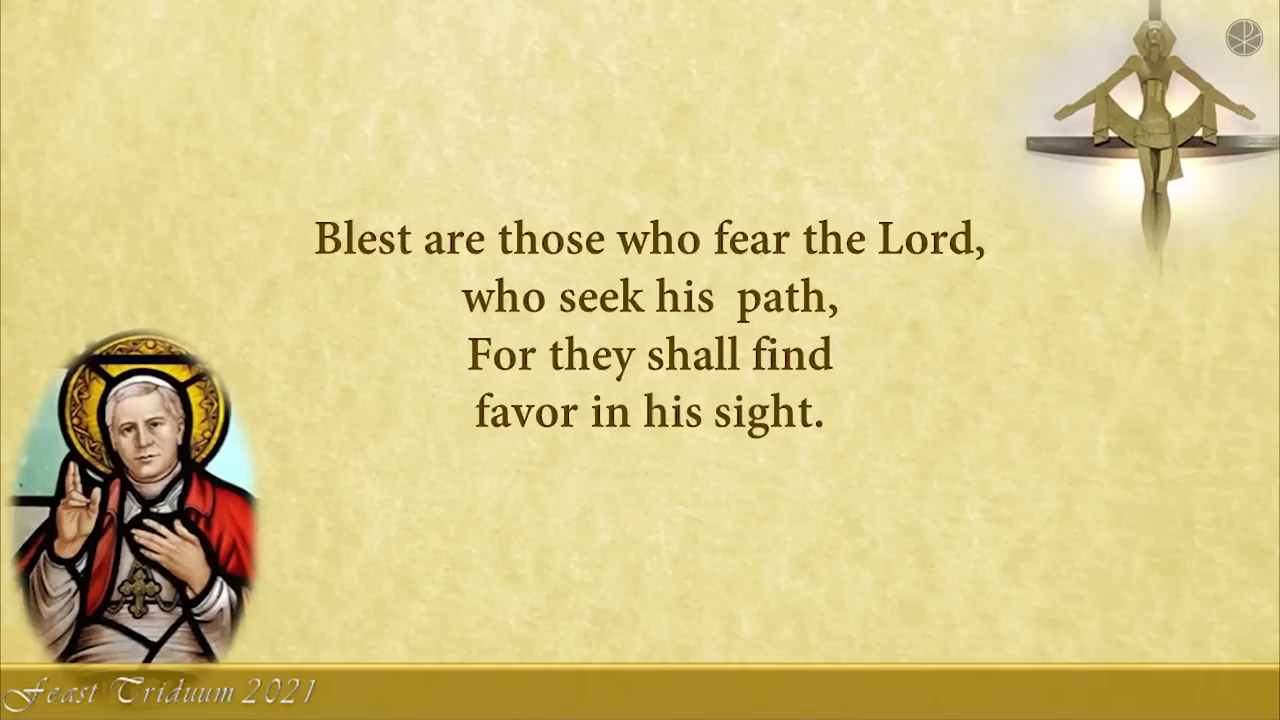 Blest are those who fear the Lord,
who seek his  path,
For they shall find
favor in his sight.
Feast Triduum 2021